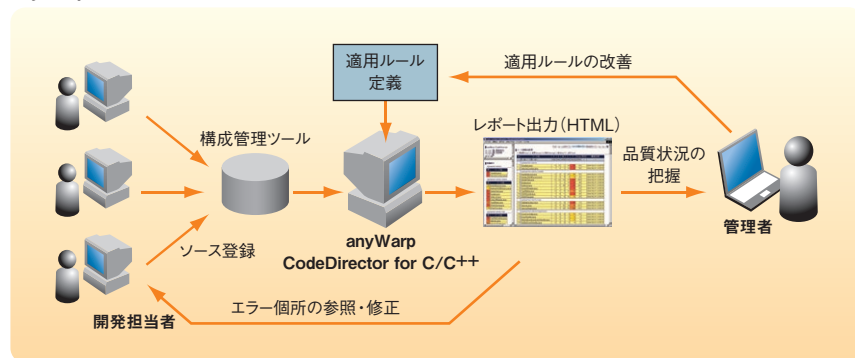 適用ルール
定義
適用ルールの改善
構成管理ツール
レポート出力（HTML）
品質状況の
把握
管理者
anyWarp
CodeDirector for C/C++
ソース登録
エラー個所の参照・修正
開発担当者